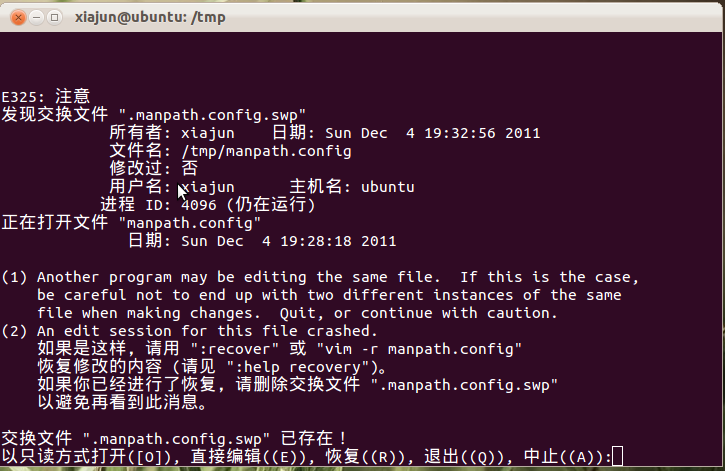 xiajun@ubuntu: /tmp
E325: 注意
发现交换文件 ".manpath.config.swp"
所有者: xiajun    日期: Sun Dec  4 19:32:56 2011
文件名: /tmp/manpath.config
修改过: 否
用户名: xiajun      主机名: ubuntu
进程 ID: 4096 (仍在运行)
正在打开文件 "manpath.config"
日期: Sun Dec  4 19:28:18 2011
(1) Another program may be editing the same file.  If this is the case,
be careful not to end up with two different instances of the same
file when making changes.  Quit, or continue with caution.
(2) An edit session for this file crashed.
如果是这样，请用 ":recover" 或 "vim -r manpath.config"
恢复修改的内容 (请见 ":help recovery")。
如果你已经进行了恢复，请删除交换文件 ".manpath.config.swp"
以避免再看到此消息。
交换文件 ".manpath.config.swp" 已存在！
以只读方式打开([O]), 直接编辑((E)), 恢复((R)), 退出((Q)), 中止((A)):